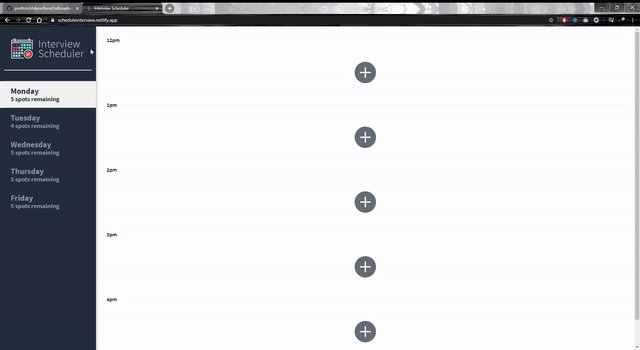 Interview Scheduler
scheduleinterview.netlify.app
Interview
Scheduler
Monday
5 spots remaining
Tuesday
4 spots remaining
Wednesday
5 spots remaining
Thursday
5 spots remaining
Friday
5 spots remaining
12pm
1pm
2pm
3pm
4pm